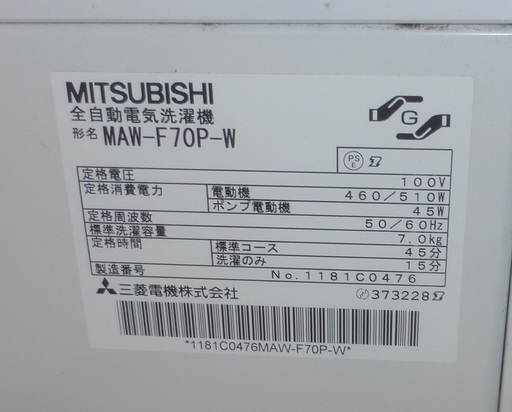 MITSUBISHI
全自動電気洗濯機
形名 MAW-F70P-W
G
PS E
定格電圧 100V
定格消費電力 電動機 460/510W
ポンプ電動機 45W
定格周波数 50/60Hz
標準洗濯容量 7.0kg
定格時間 標準コース 45分
洗濯のみ 15分
製造番号 No.1181C0476
三菱電機株式会社 373228
*1181C0476MAW-F70P-W*